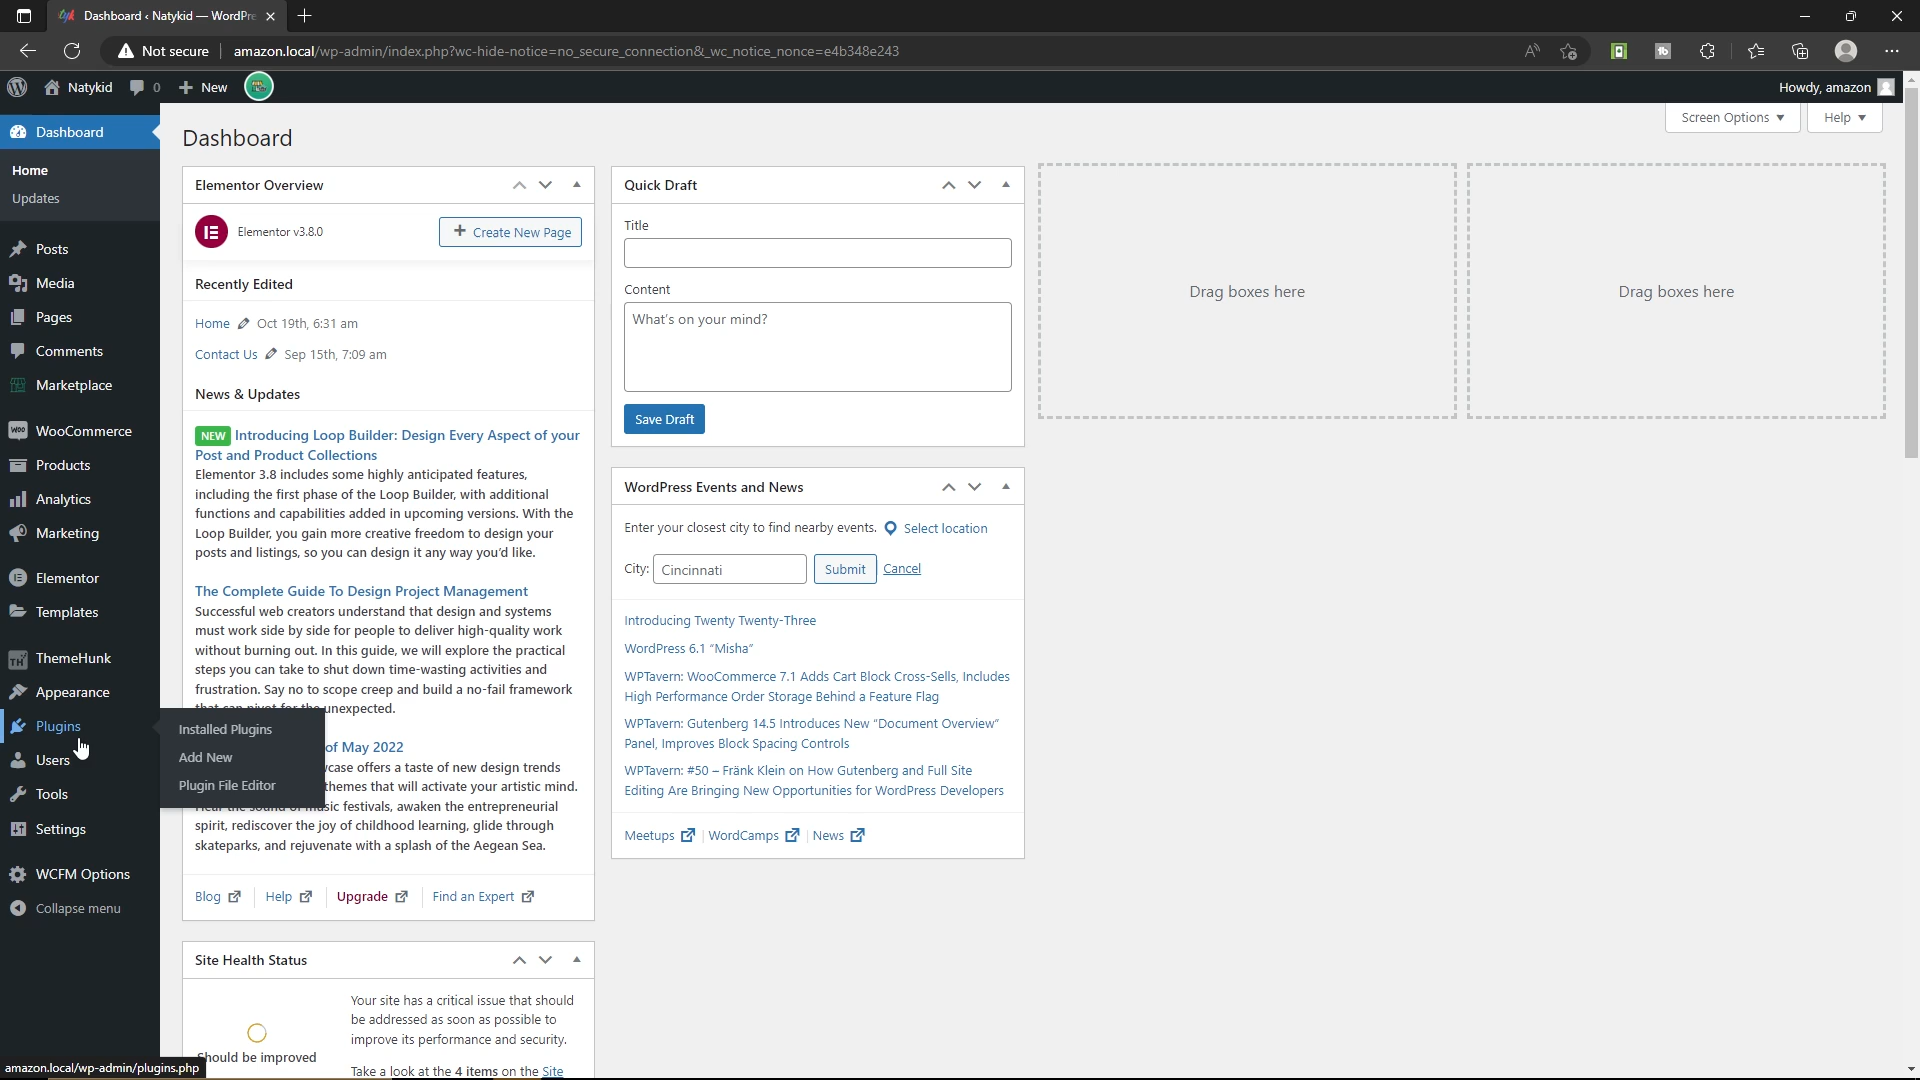 Dashboard ‹ Natykid — WordPre
Not secure
amazon.local/wp-admin/index.php?wc-hide-notice=no_secure_connection&_wc_notice_nonce=e4b348e243
Natykid
0
New
Howdy, amazon
Screen Options
Help
Dashboard
Home
Updates
Posts
Media
Pages
Comments
Marketplace
WooCommerce
Products
Analytics
Marketing
Elementor
Templates
ThemeHunk
Appearance
Plugins
Users
Tools
Settings
WCFM Options
Collapse menu
Installed Plugins
Add New
Plugin File Editor
Dashboard
Elementor Overview
Elementor v3.8.0
Create New Page
Recently Edited
Home Oct 19th, 6:31 am
Contact Us Sep 15th, 7:09 am
News & Updates
NEW Introducing Loop Builder: Design Every Aspect of your
Post and Product Collections
Elementor 3.8 includes some highly anticipated features,
including the first phase of the Loop Builder, with additional
functions and capabilities added in upcoming versions. With the
Loop Builder, you gain more creative freedom to design your
posts and listings, so you can design it any way you'd like.
The Complete Guide To Design Project Management
Successful web creators understand that design and systems
must work side by side for people to deliver high-quality work
without burning out. In this guide, we will explore the practical
steps you can take to shut down time-wasting activities and
frustration. Say no to scope creep and build a no-fail framework
that can pivot for the unexpected.
of May 2022
case offers a taste of new design trends
themes that will activate your artistic mind.
Hear the sound of music festivals, awaken the entrepreneurial
spirit, rediscover the joy of childhood learning, glide through
skateparks, and rejuvenate with a splash of the Aegean Sea.
Blog
Help
Upgrade
Find an Expert
Site Health Status
Should be improved
Your site has a critical issue that should
be addressed as soon as possible to
improve its performance and security.
Take a look at the 4 items on the Site
Quick Draft
Title
Content
What's on your mind?
Save Draft
WordPress Events and News
Enter your closest city to find nearby events. Select location
City: Cincinnati Submit Cancel
Introducing Twenty Twenty-Three
WordPress 6.1 "Misha"
WPTavern: WooCommerce 7.1 Adds Cart Block Cross-Sells, Includes
High Performance Order Storage Behind a Feature Flag
WPTavern: Gutenberg 14.5 Introduces New "Document Overview"
Panel, Improves Block Spacing Controls
WPTavern: #50 – Fränk Klein on How Gutenberg and Full Site
Editing Are Bringing New Opportunities for WordPress Developers
Meetups
WordCamps
News
Drag boxes here
Drag boxes here
amazon.local/wp-admin/plugins.php